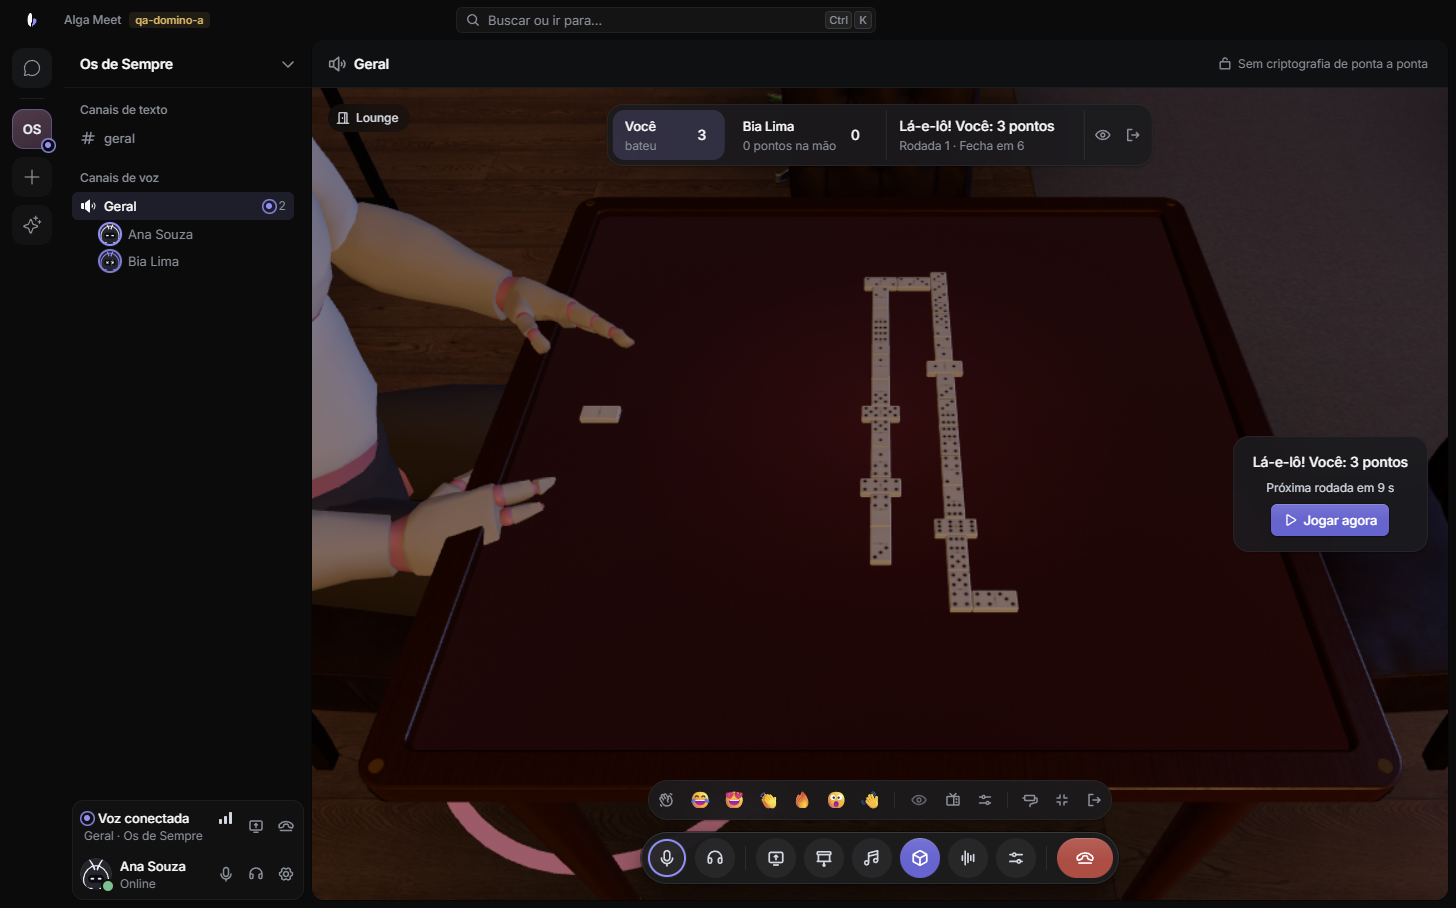 Alga Meet
qa-domino-a
Buscar ou ir para...
Ctrl K
Os de Sempre
Geral
Sem criptografia de ponta a ponta
OS
Canais de texto
geral
Canais de voz
Geral
2
Ana Souza
Bia Lima
Lounge
Você
bateu
3
Bia Lima
0 pontos na mão
0
Lá-e-lô! Você: 3 pontos
Rodada 1 · Fecha em 6
Lá-e-lô! Você: 3 pontos
Próxima rodada em 9 s
Jogar agora
Voz conectada
Geral · Os de Sempre
Ana Souza
Online